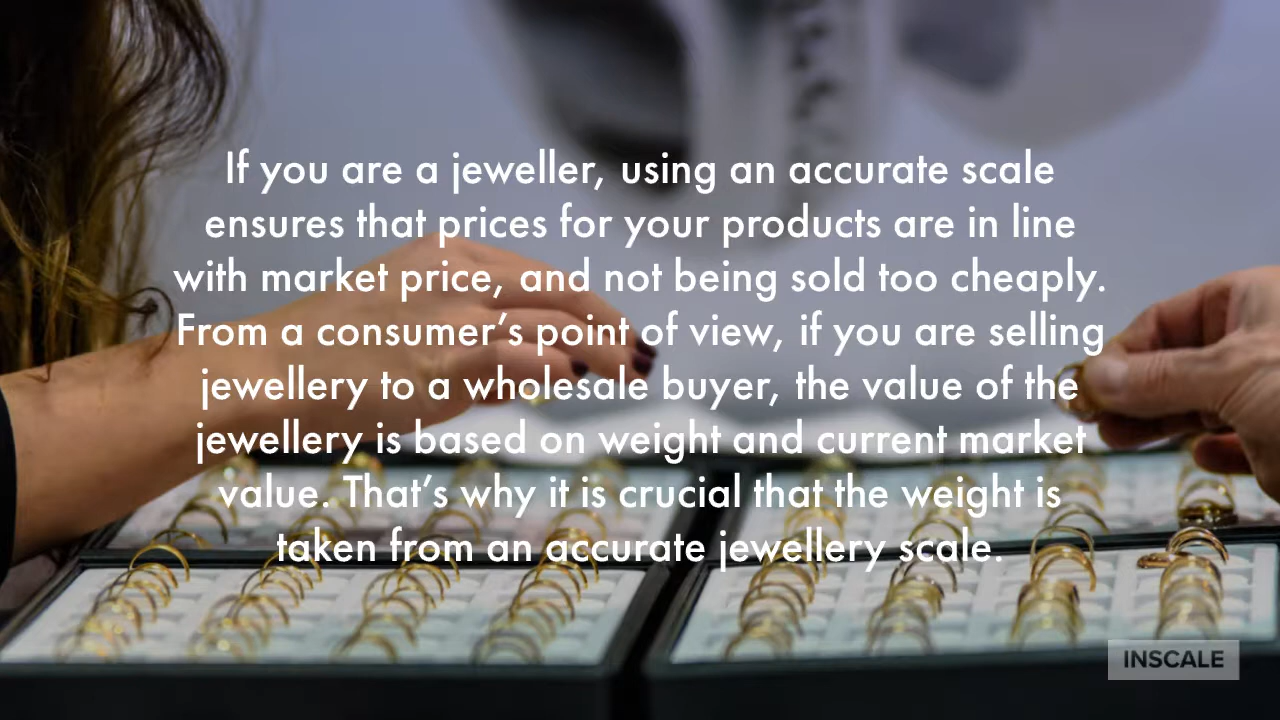 If you are a jeweller, using an accurate scale
ensures that prices for your products are in line
with market price, and not being sold too cheaply.
From a consumer’s point of view, if you are selling
jewellery to a wholesale buyer, the value of the
jewellery is based on weight and current market
value. That’s why it is crucial that the weight is
taken from an accurate jewellery scale.
INSCALE